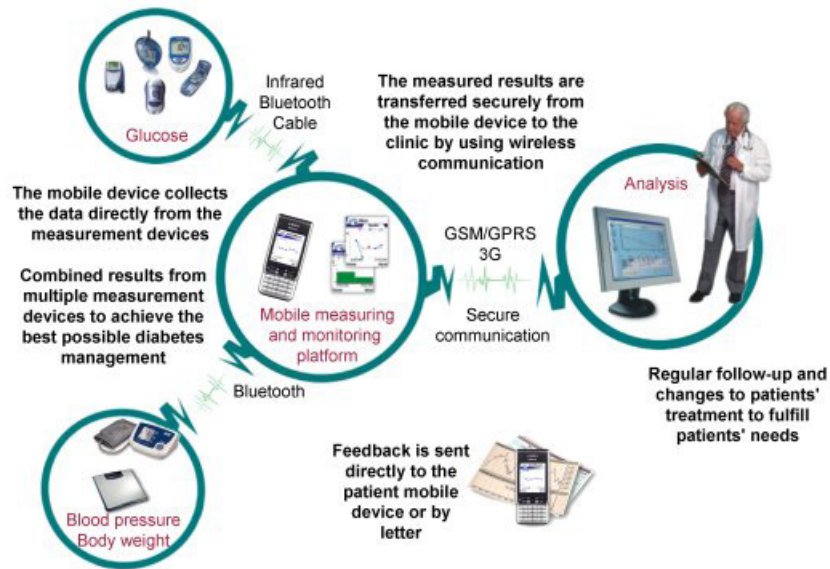 Glucose
Infrared
Bluetooth
Cable
The measured results are
transferred securely from
the mobile device to the
clinic by using wireless
communication
Analysis
The mobile device collects
the data directly from the
measurement devices
Combined results from
multiple measurement
devices to achieve the
best possible diabetes
management
Mobile measuring
and monitoring
platform
GSM/GPRS
3G
Secure
communication
Bluetooth
Regular follow-up and
changes to patients'
treatment to fulfill
patients' needs
Blood pressure
Body weight
Feedback is sent
directly to the
patient mobile
device or by
letter